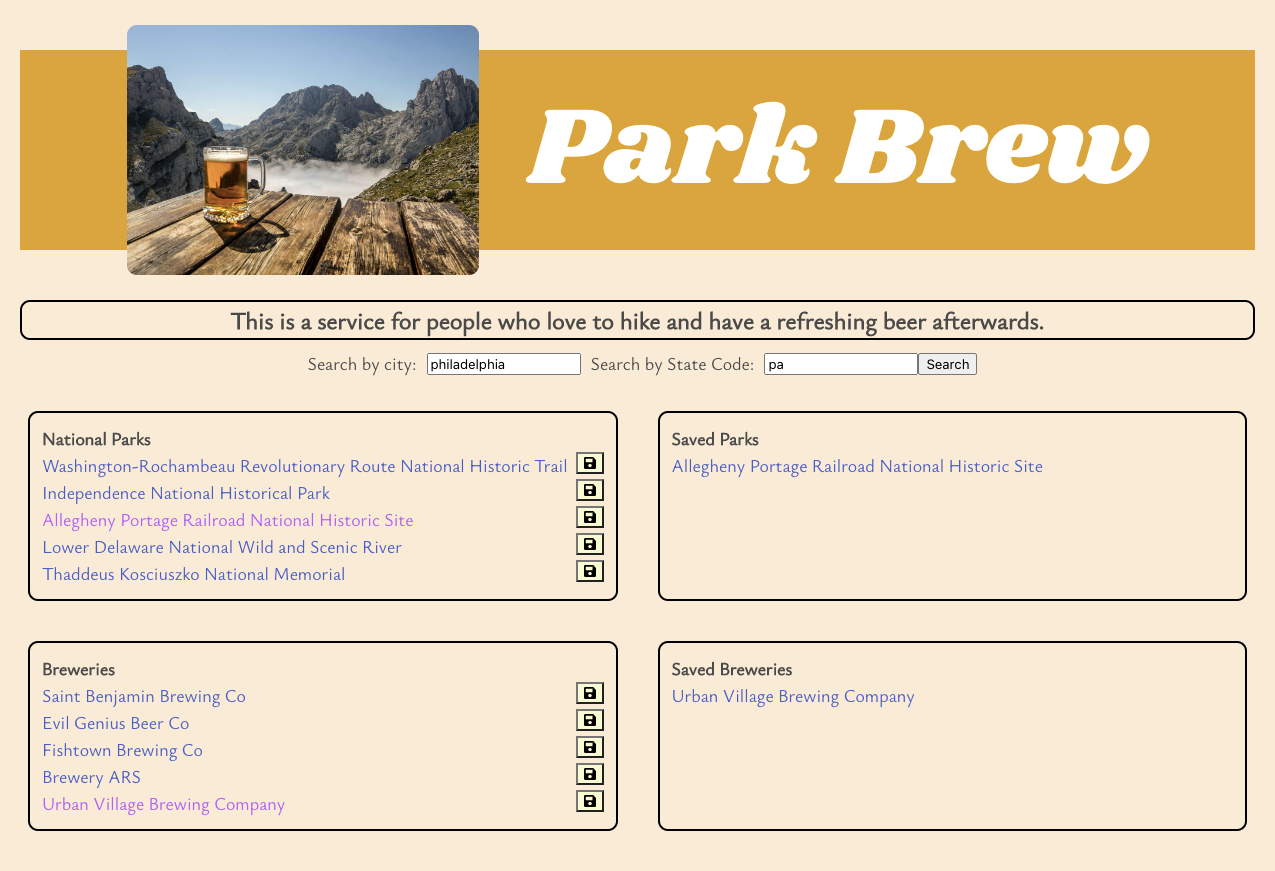 Park Brew
This is a service for people who love to hike and have a refreshing beer afterwards.
Search by city: philadelphia Search by State Code: pa Search
National Parks
Washington-Rochambeau Revolutionary Route National Historic Trail
Independence National Historical Park
Allegheny Portage Railroad National Historic Site
Lower Delaware National Wild and Scenic River
Thaddeus Kosciuszko National Memorial
Saved Parks
Allegheny Portage Railroad National Historic Site
Breweries
Saint Benjamin Brewing Co
Evil Genius Beer Co
Fishtown Brewing Co
Brewery ARS
Urban Village Brewing Company
Saved Breweries
Urban Village Brewing Company